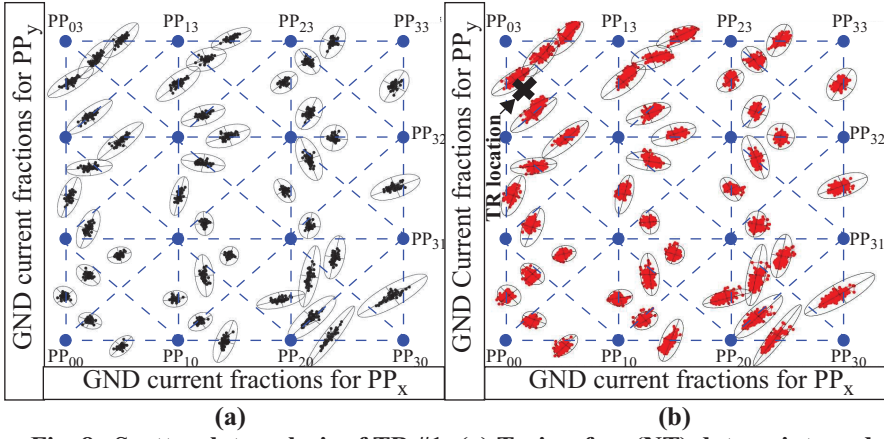 PP03 PP13 PP23 PP33
GND current fractions for PPy
PP32
PP31
PP00 PP10 PP20 PP30
GND current fractions for PPx
(a)
PP03 PP13 PP23 PP33
GND Current fractions for PPy
TR location
PP32
PP31
PP00 PP10 PP20 PP30
GND current fractions for PPx
(b)